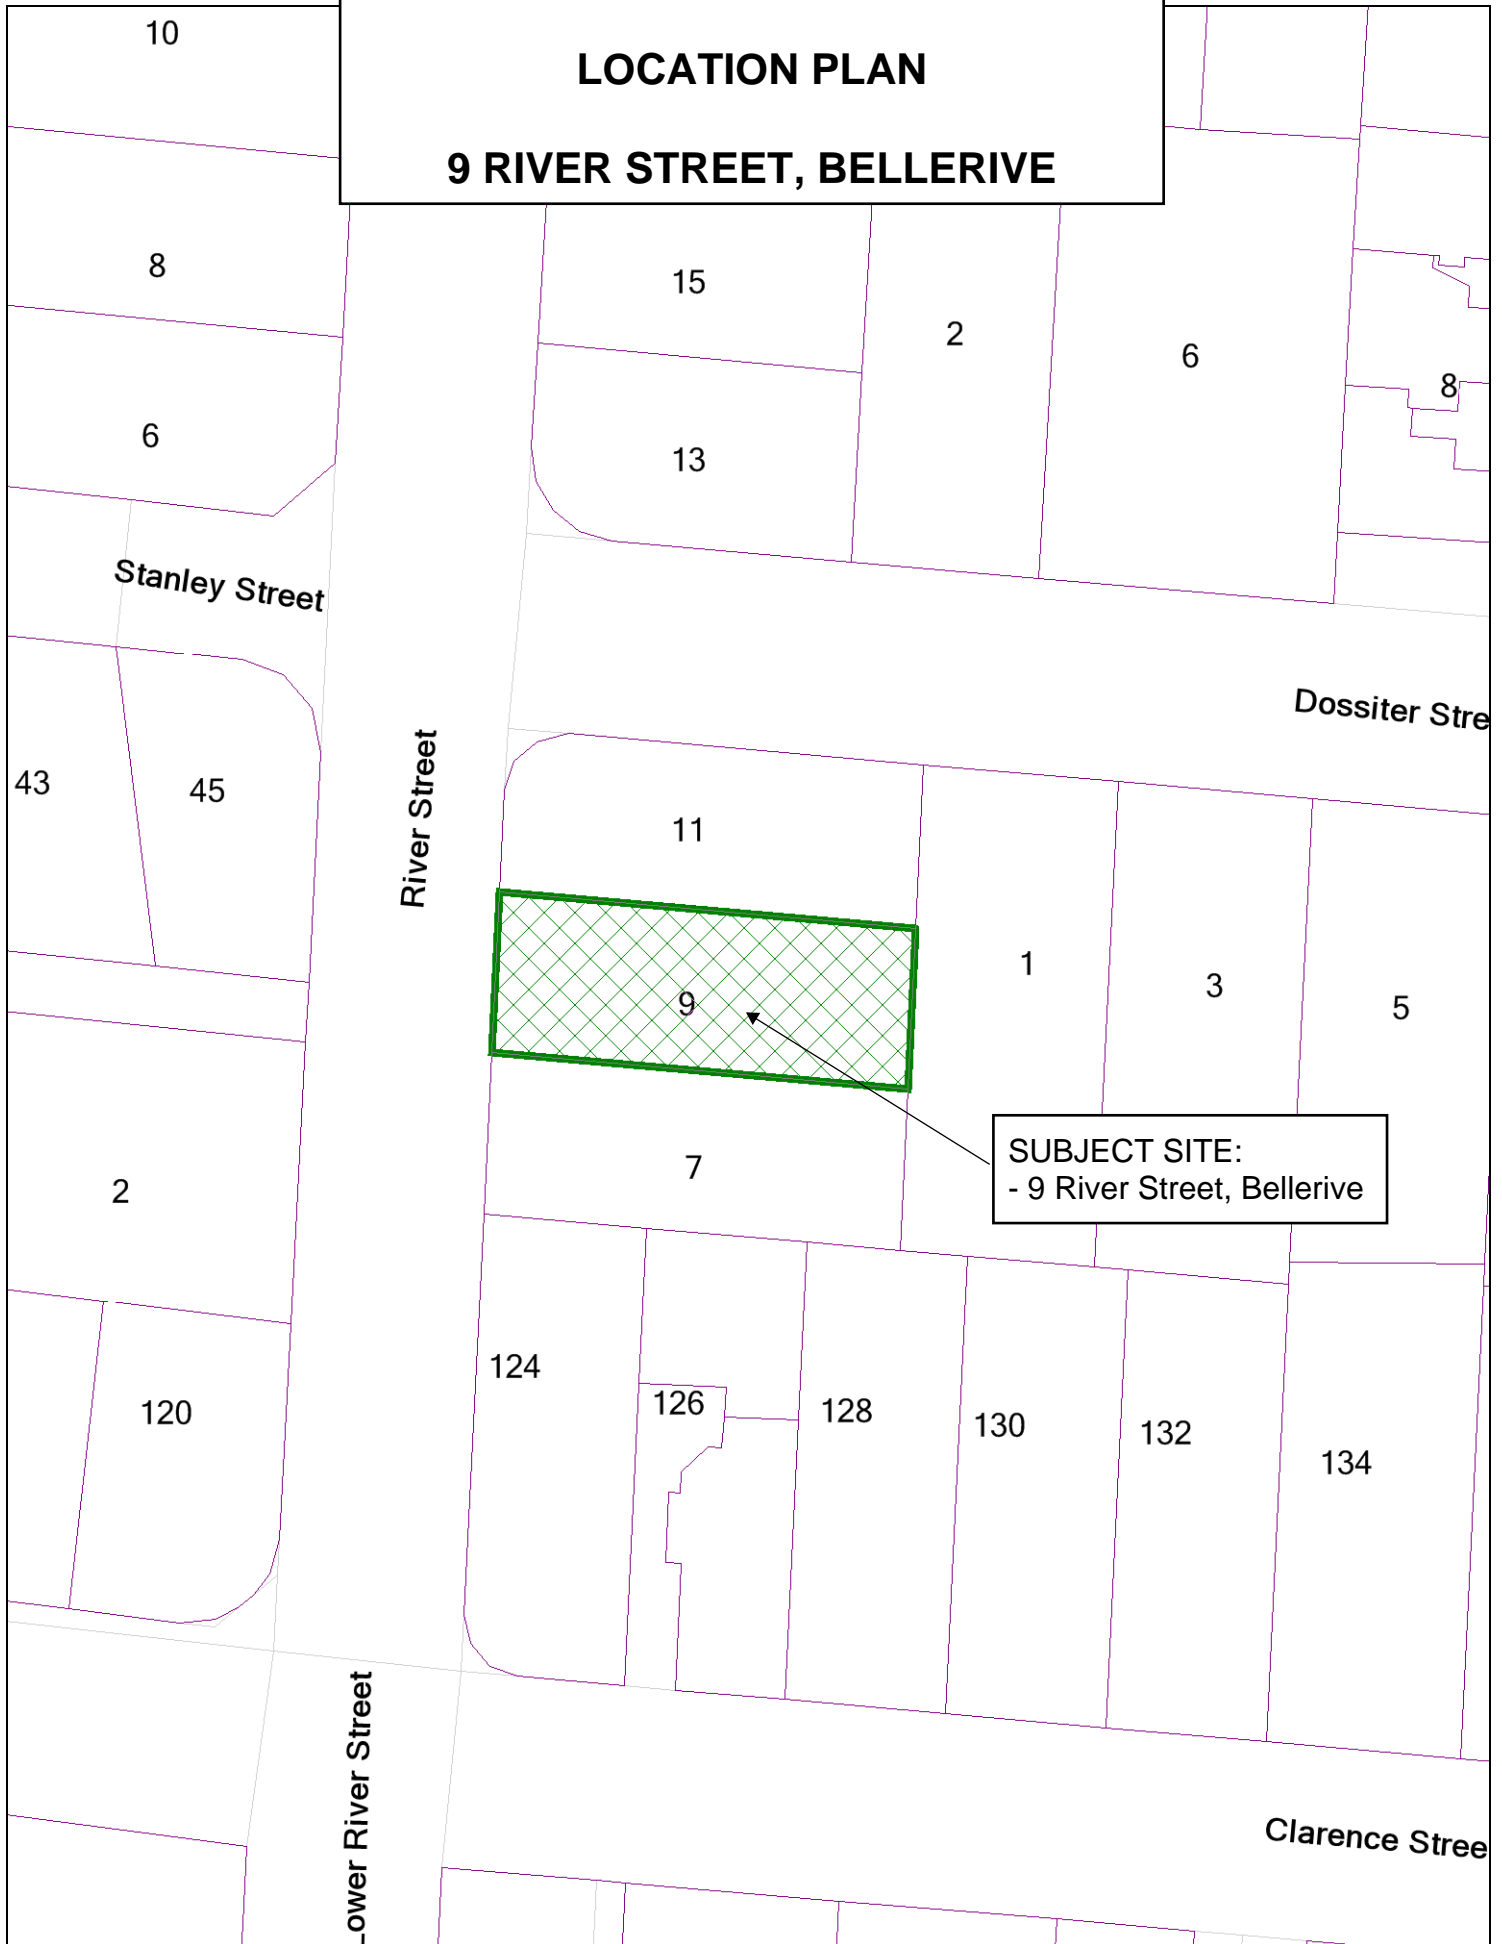 10
LOCATION PLAN
9 RIVER STREET, BELLERIVE
8
15
2
6
8
6
13
Stanley Street
Dossiter Stre
River Street
43
45
11
1
3
5
9
SUBJECT SITE:
- 9 River Street, Bellerive
7
2
124
126
128
130
132
134
120
Lower River Street
Clarence Stree